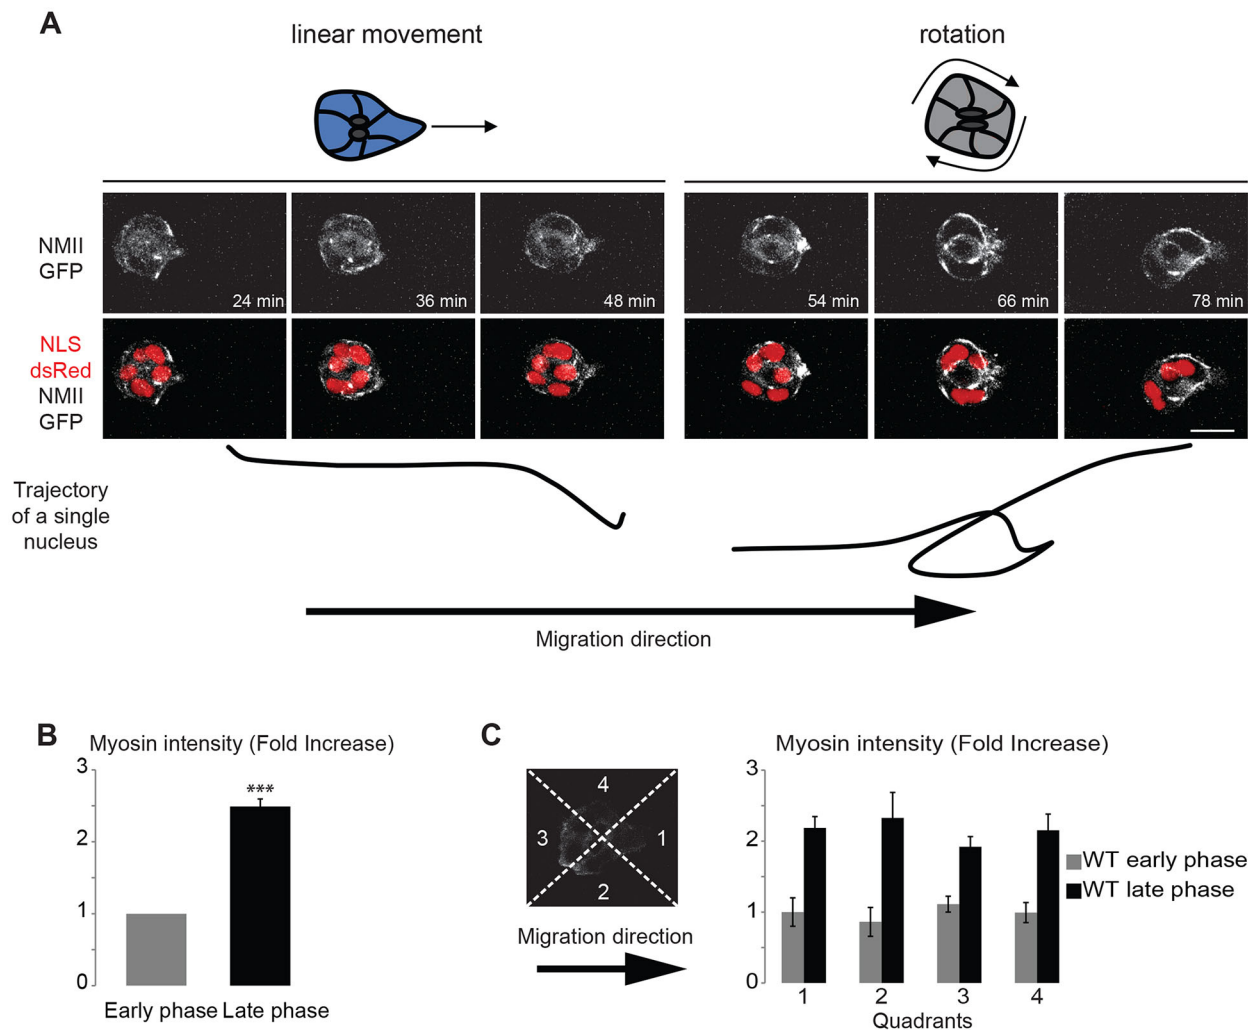 A
linear movement
rotation
NMII
GFP
24 min
36 min
48 min
54 min
66 min
78 min
NLS
dsRed
NMII
GFP
Trajectory
of a single
nucleus
Migration direction
B
Myosin intensity (Fold Increase)
3
2
1
0
***
Early phase
Late phase
C
4
3
1
2
Migration direction
Myosin intensity (Fold Increase)
3
2
1
0
1
2
3
4
Quadrants
WT early phase
WT late phase